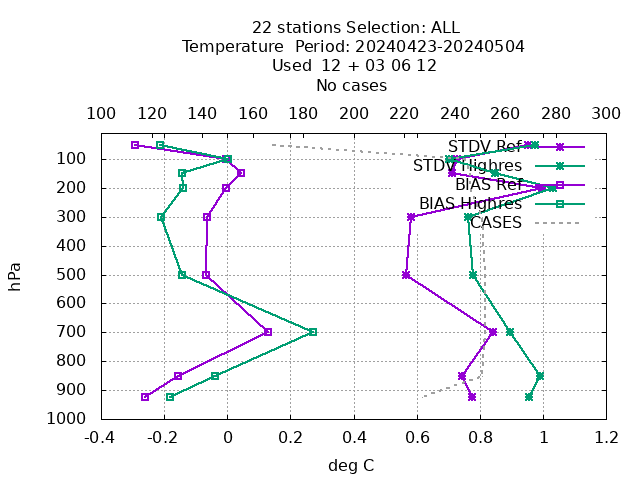 22 stations Selection: ALL
Temperature  Period: 20240423-20240504
Used  12 + 03 06 12
No cases
100 120 140 160 180 200 220 240 260 280 300
STDV Ref
STDV Highres
BIAS Ref
BIAS Highres
CASES
100
200
300
400
500
600
700
800
900
1000
hPa
-0.4 -0.2 0 0.2 0.4 0.6 0.8 1 1.2
deg C